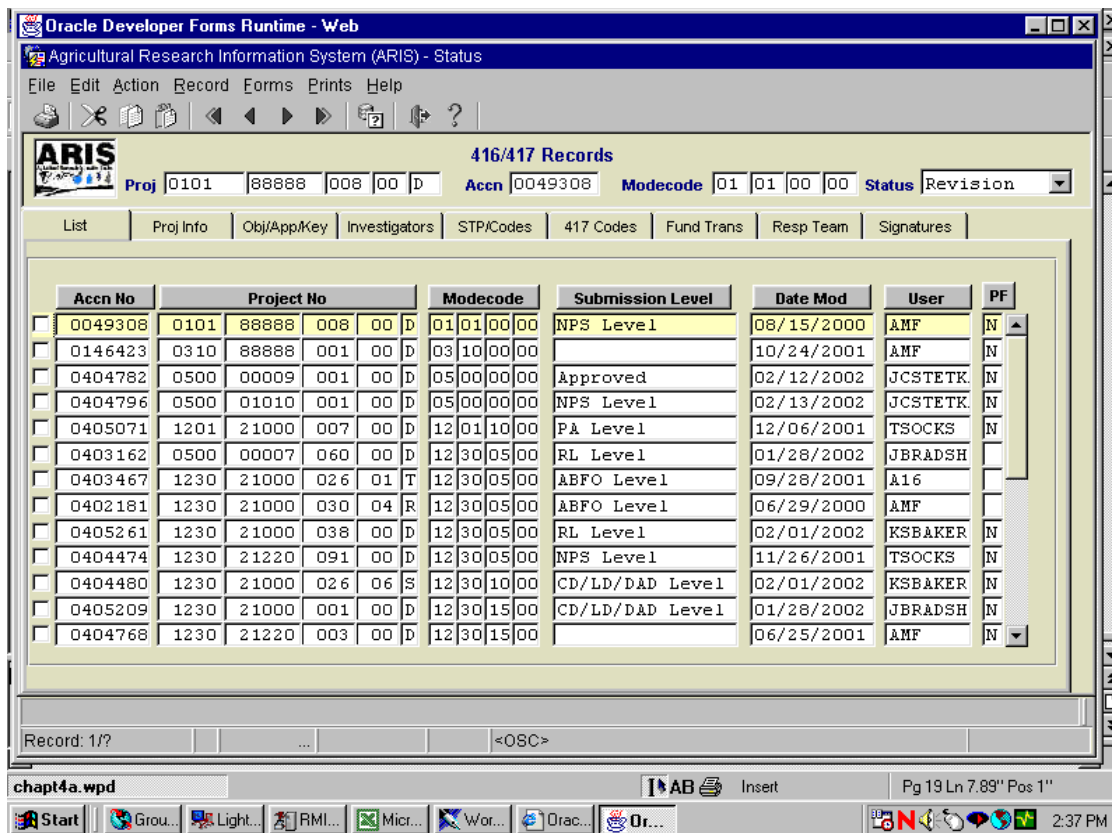 Oracle Developer Forms Runtime - Web
Agricultural Research Information System (ARIS) - Status
File Edit Action Record Forms Prints Help
ARIS
416/417 Records
Proj 0101 88888 008 00 D Accn 0049308 Modecode 01 01 00 00 Status Revision
List Proj Info Obj/App/Key Investigators STP/Codes 417 Codes Fund Trans Resp Team Signatures
Accn No Project No Modecode Submission Level Date Mod User PF
0049308 0101 88888 008 00 D 01 01 00 00 NPS Level 08/15/2000 AMF N
0146423 0310 88888 001 00 D 03 10 00 00 10/24/2001 AMF N
0404782 0500 00009 001 00 D 05 00 00 00 Approved 02/12/2002 JCSTETK N
0404796 0500 01010 001 00 D 05 00 00 00 NPS Level 02/13/2002 JCSTETK N
0405071 1201 21000 007 00 D 12 01 10 00 PA Level 12/06/2001 TSOCKS N
0403162 0500 00007 060 00 D 12 30 05 00 RL Level 01/28/2002 JBRADSH
0403467 1230 21000 026 01 T 12 30 05 00 ABFO Level 09/28/2001 A16
0402181 1230 21000 030 04 R 12 30 05 00 ABFO Level 06/29/2000 AMF
0405261 1230 21000 038 00 D 12 30 05 00 RL Level 02/01/2002 KSBAKER N
0404474 1230 21220 091 00 D 12 30 05 00 NPS Level 11/26/2001 TSOCKS N
0404480 1230 21000 026 06 S 12 30 10 00 CD/LD/DAD Level 02/01/2002 KSBAKER N
0405209 1230 21000 001 00 D 12 30 15 00 CD/LD/DAD Level 01/28/2002 JBRADSH N
0404768 1230 21220 003 00 D 12 30 15 00 06/25/2001 AMF N
Record: 1/? ... <OSC>
chapt4a.wpd AB Insert Pg 19 Ln 7.89" Pos 1"
Start Grou... Light... RMI... Micr... Wor... Orac... Or... N 2:37 PM